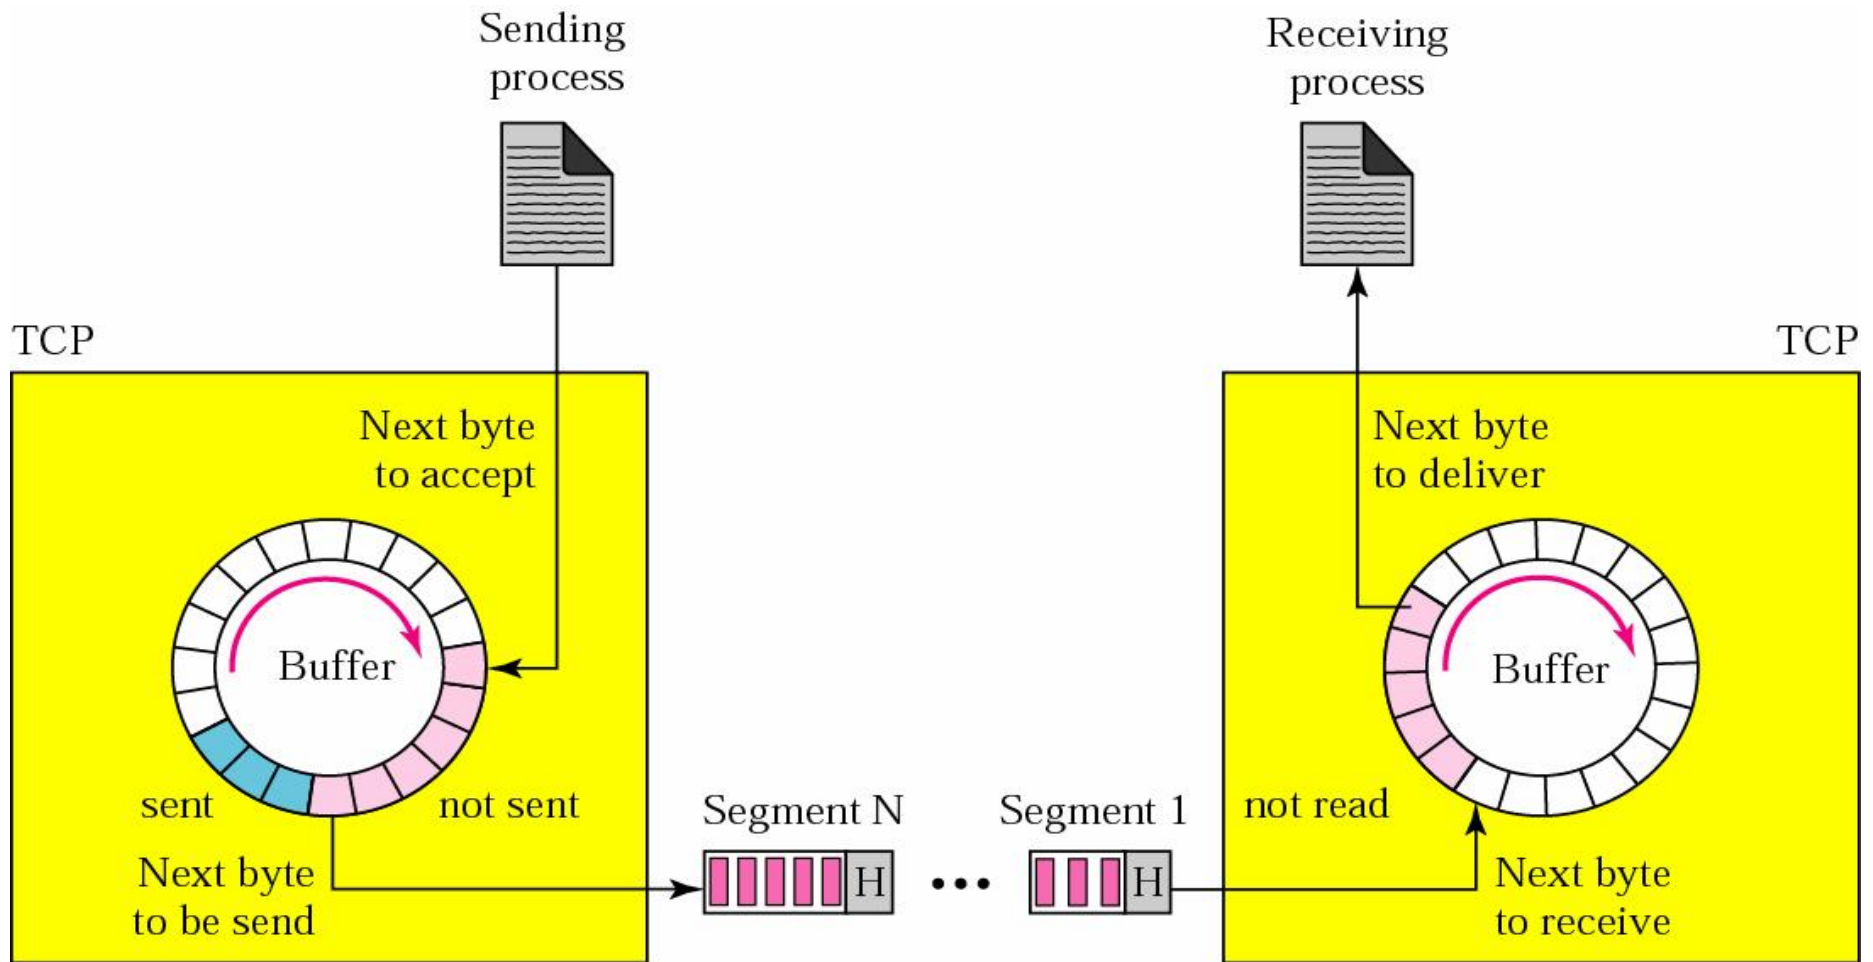 Sending
process
Receiving
process
TCP
TCP
Next byte
to accept
Next byte
to deliver
Buffer
Buffer
sent
not sent
Segment N
Segment 1
not read
H
H
Next byte
to be send
Next byte
to receive